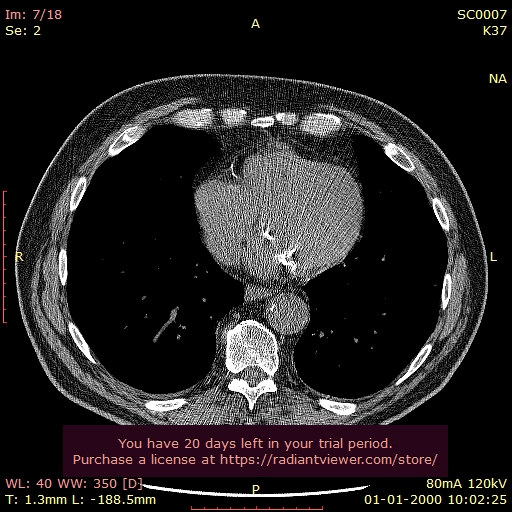 Im: 7/18
Se: 2
A
SC0007
K37
NA
R
L
You have 20 days left in your trial period.
Purchase a license at https://radiantviewer.com/store/
WL: 40 WW: 350 [D]
T: 1.3mm L: -188.5mm
P
80mA 120kV
01-01-2000 10:02:25